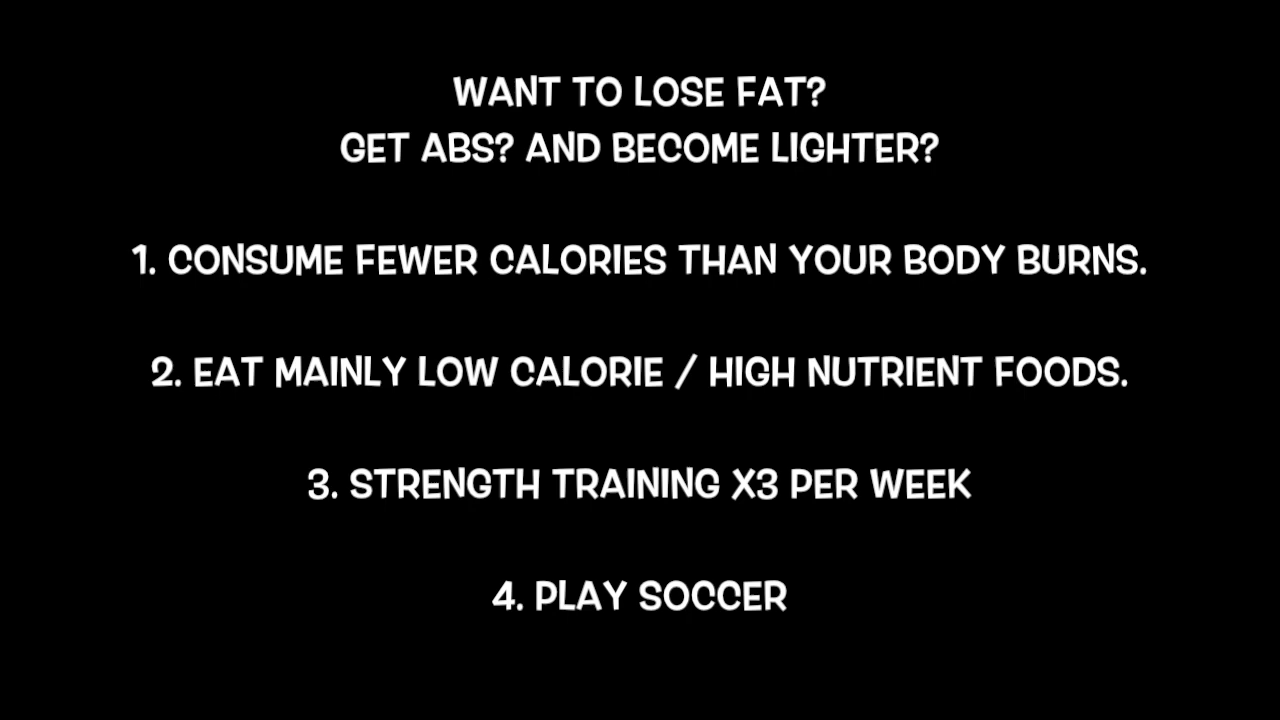 WANT TO LOSE FAT?
GET ABS? AND BECOME LIGHTER?
1. CONSUME FEWER CALORIES THAN YOUR BODY BURNS.
2. EAT MAINLY LOW CALORIE / HIGH NUTRIENT FOODS.
3. STRENGTH TRAINING X3 PER WEEK
4. PLAY SOCCER